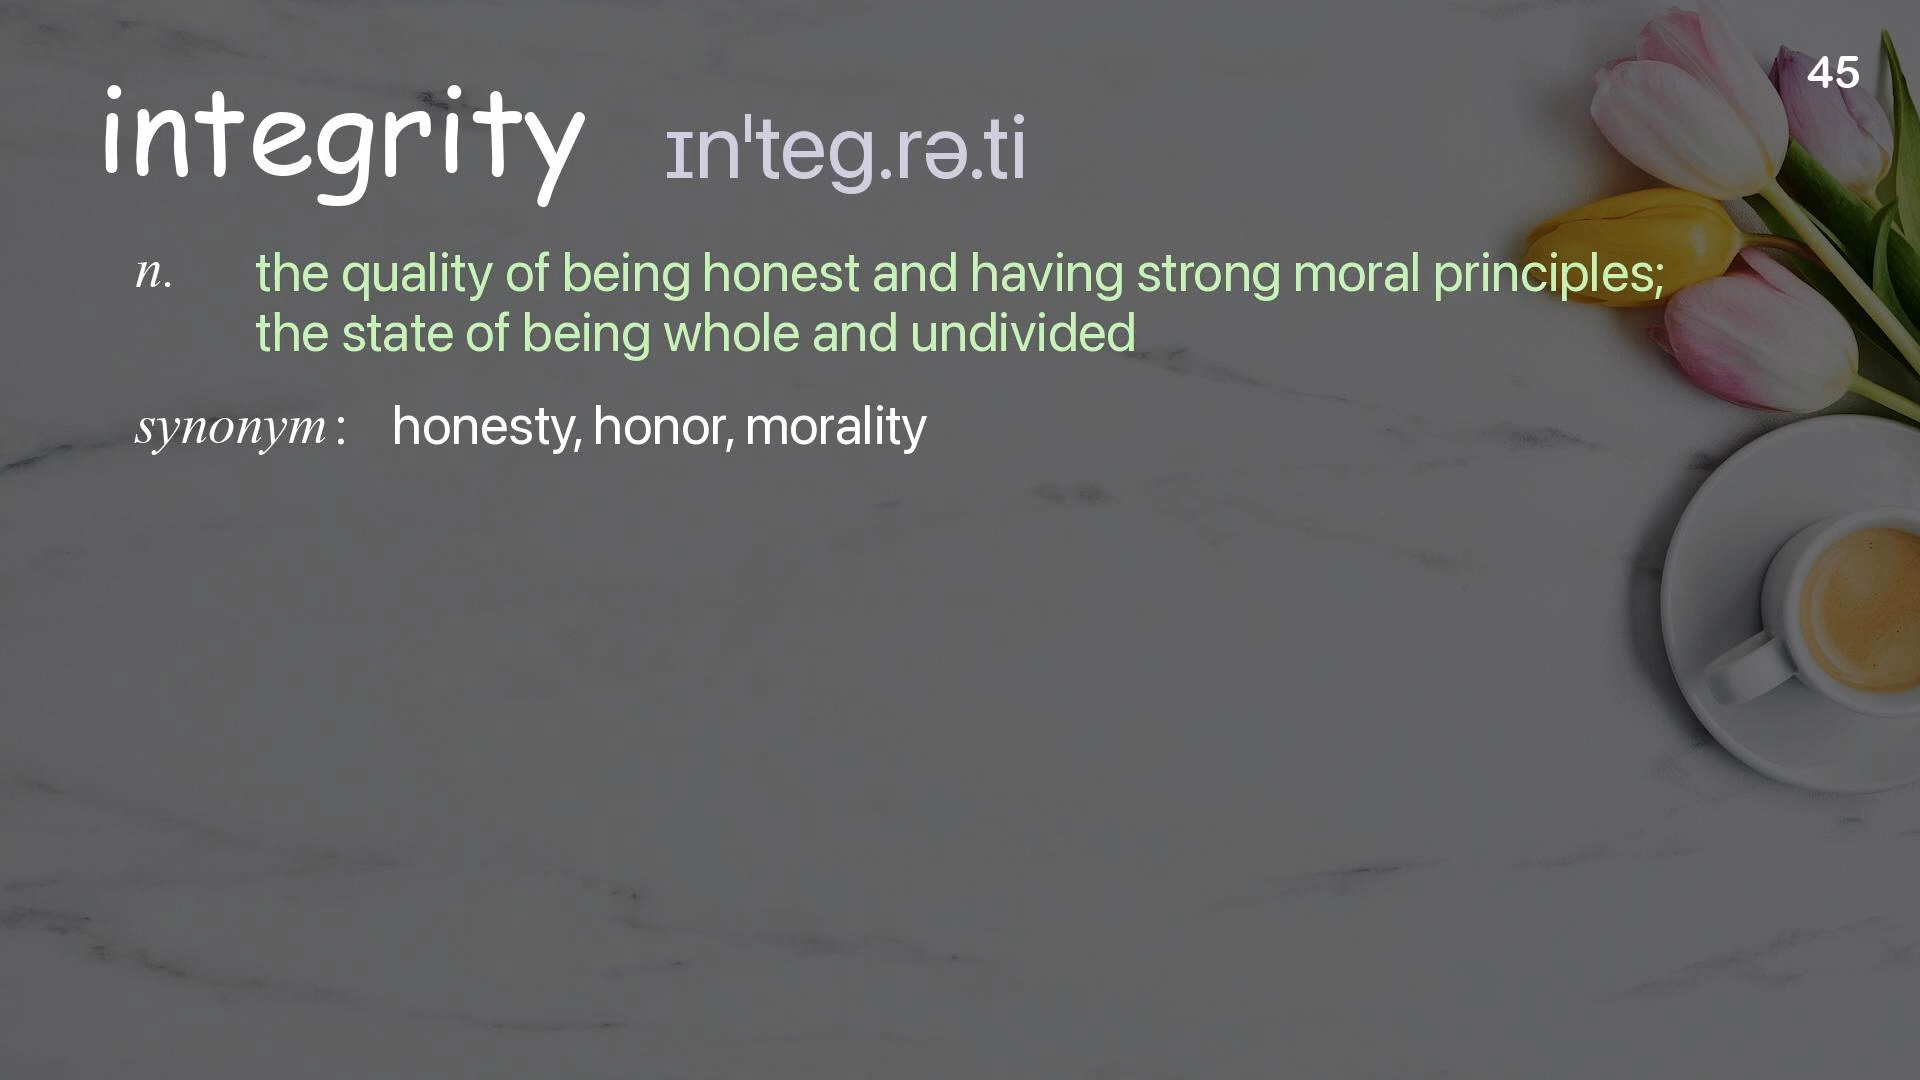 45
integrity ɪnˈteg.rə.ti
n. the quality of being honest and having strong moral principles;
the state of being whole and undivided
synonym: honesty, honor, morality